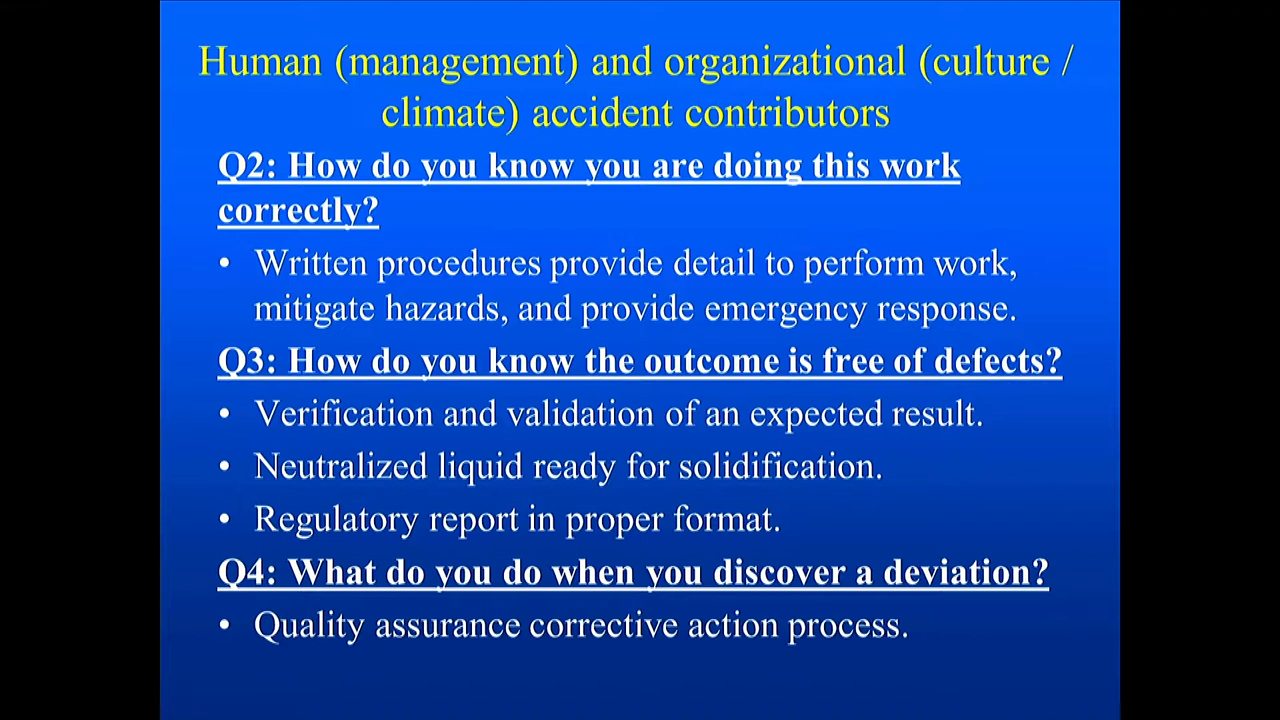 Human (management) and organizational (culture /
climate) accident contributors
Q2: How do you know you are doing this work
correctly?
• Written procedures provide detail to perform work,
mitigate hazards, and provide emergency response.
Q3: How do you know the outcome is free of defects?
• Verification and validation of an expected result.
• Neutralized liquid ready for solidification.
• Regulatory report in proper format.
Q4: What do you do when you discover a deviation?
• Quality assurance corrective action process.